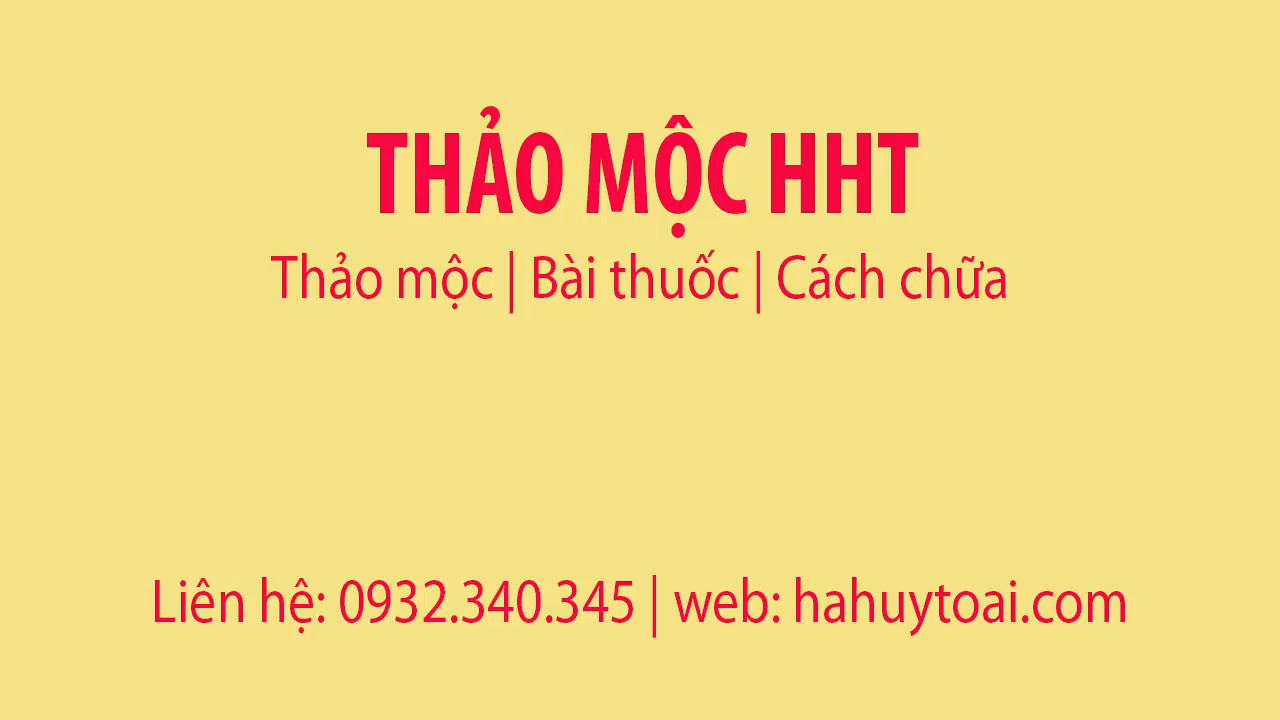 THẢO MỘC HHT
Thảo mộc | Bài thuốc | Cách chữa
Liên hệ: 0932.340.345 | web: hahuytoai.com